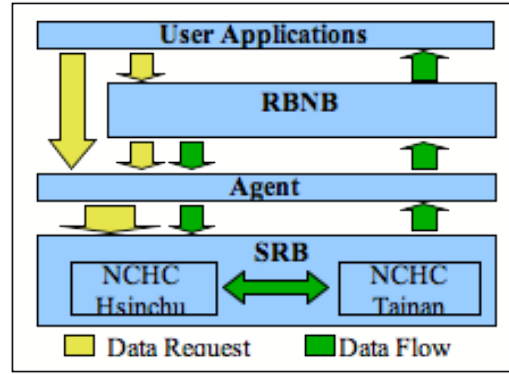 User Applications
RBNB
Agent
SRB
NCHC
Hsinchu
NCHC
Tainan
Data Request
Data Flow